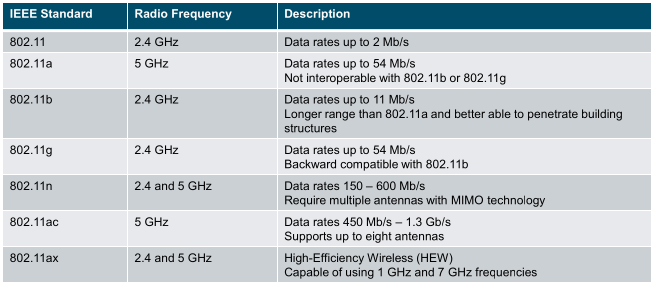 IEEE Standard Radio Frequency Description
802.11 2.4 GHz Data rates up to 2 Mb/s
802.11a 5 GHz Data rates up to 54 Mb/s
Not interoperable with 802.11b or 802.11g
802.11b 2.4 GHz Data rates up to 11 Mb/s
Longer range than 802.11a and better able to penetrate building
structures
802.11g 2.4 GHz Data rates up to 54 Mb/s
Backward compatible with 802.11b
802.11n 2.4 and 5 GHz Data rates 150 – 600 Mb/s
Require multiple antennas with MIMO technology
802.11ac 5 GHz Data rates 450 Mb/s – 1.3 Gb/s
Supports up to eight antennas
802.11ax 2.4 and 5 GHz High-Efficiency Wireless (HEW)
Capable of using 1 GHz and 7 GHz frequencies